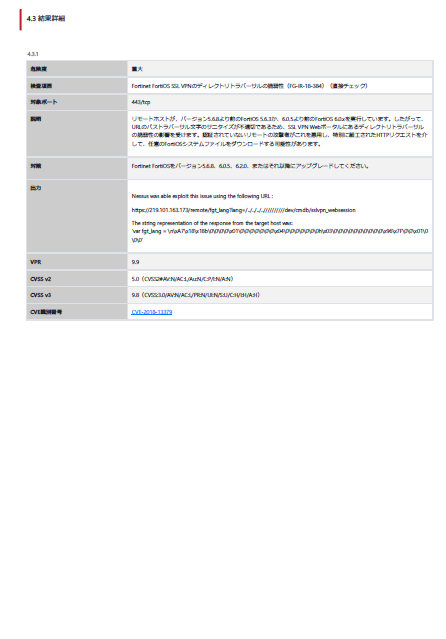 4.3 結果詳細
4.3.1
危険度 重大
検査項目 Fortinet FortiOS SSL VPNのディレクトリトラバーサルの脆弱性（FG-IR-18-384）（直接チェック）
対象ポート 443/tcp
説明 リモートホストが、バージョン5.6.8より前のFortiOS 5.6.3か、6.0.5より前のFortiOS 6.0.xを実行しています。したがって、
URLのパストラバーサル文字のサニタイズが不適切であるため、SSL VPN Webポータルにあるディレクトリトラバーサル
の脆弱性の影響を受けます。認証されていないリモートの攻撃者がこれを悪用し、特別に細工されたHTTPリクエストを介
して、任意のFortiOSシステムファイルをダウンロードする可能性があります。
対策 Fortinet FortiOSをバージョン5.6.8、6.0.5、6.2.0、またはそれ以降にアップグレードしてください。
出力
Nessus was able exploit this issue using the following URL :
https://219.101.163.173/remote/fgt_lang?lang=/../../../..//////////dev/cmdb/sslvpn_websession
The string representation of the response from the target host was:
VPR 9.9
CVSS v2 5.0（CVSS2#AV:N/AC:L/Au:N/C:P/I:N/A:N）
CVSS v3 9.8（CVSS:3.0/AV:N/AC:L/PR:N/UI:N/S:U/C:H/I:H/A:H）
CVE識別番号 CVE-2018-13379